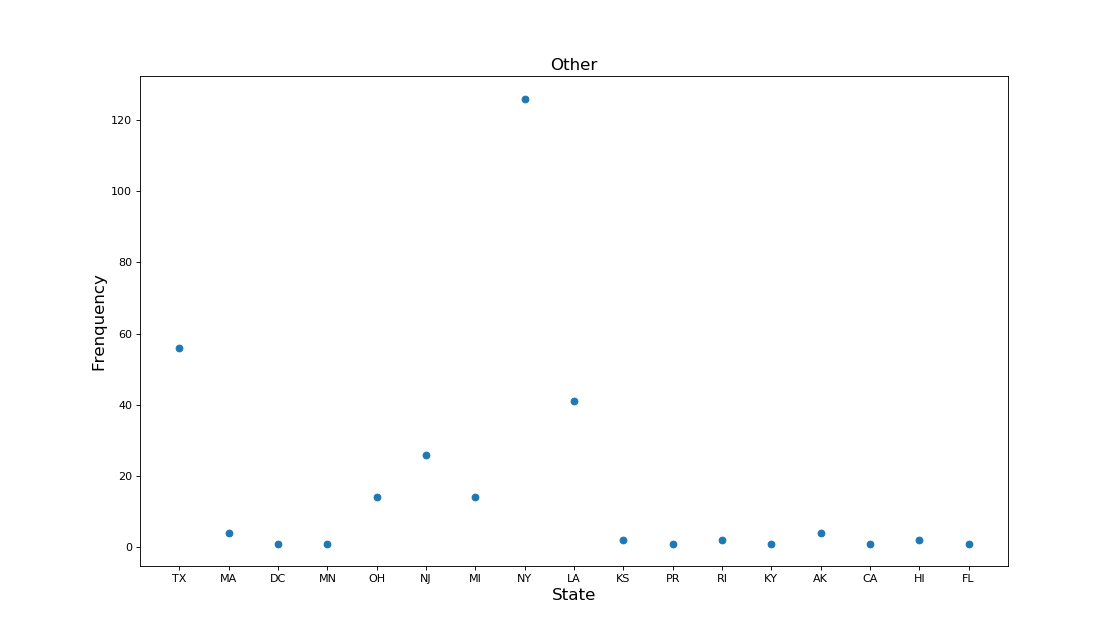 Other
120
100
80
60
40
20
0
Frenquency
TX MA DC MN OH NJ MI NY LA KS PR RI KY AK CA HI FL
State